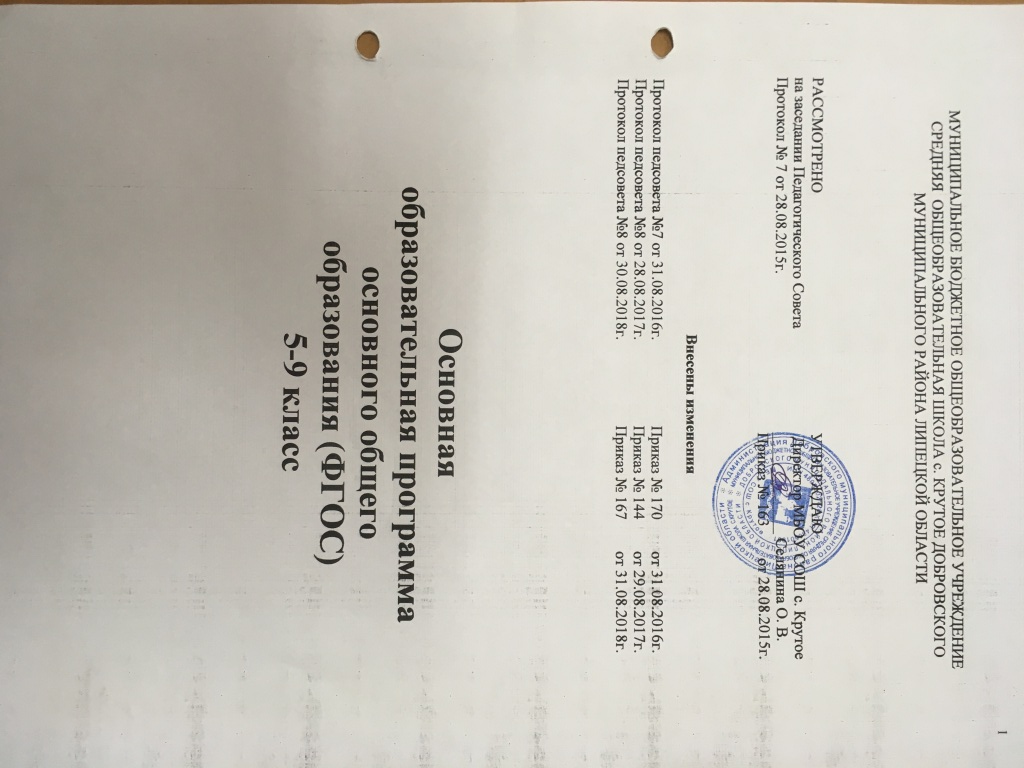 1
МУНИЦИПАЛЬНОЕ БЮДЖЕТНОЕ ОБЩЕОБРАЗОВАТЕЛЬНОЕ УЧРЕЖДЕНИЕ
СРЕДНЯЯ ОБЩЕОБРАЗОВАТЕЛЬНАЯ ШКОЛА с. КРУТОЕ ДОБРОВСКОГО
МУНИЦИПАЛЬНОГО РАЙОНА ЛИПЕЦКОЙ ОБЛАСТИ
РАССМОТРЕНО
на заседании Педагогического Совета
Протокол № 7 от 28.08.2015г.
УТВЕРЖДАЮ
Директор МБОУ СОШ с. Крутое
Селянина О. В.
Приказ № 163 от 28.08.2015г.
Внесены изменения
Протокол педсовета №7 от 31.08.2016г. Приказ № 170 от 31.08.2016г.
Протокол педсовета №8 от 28.08.2017г. Приказ № 144 от 29.08.2017г.
Протокол педсовета №8 от 30.08.2018г. Приказ № 167 от 31.08.2018г.
Основная
образовательная программа
основного общего
образования (ФГОС)
5-9 класс